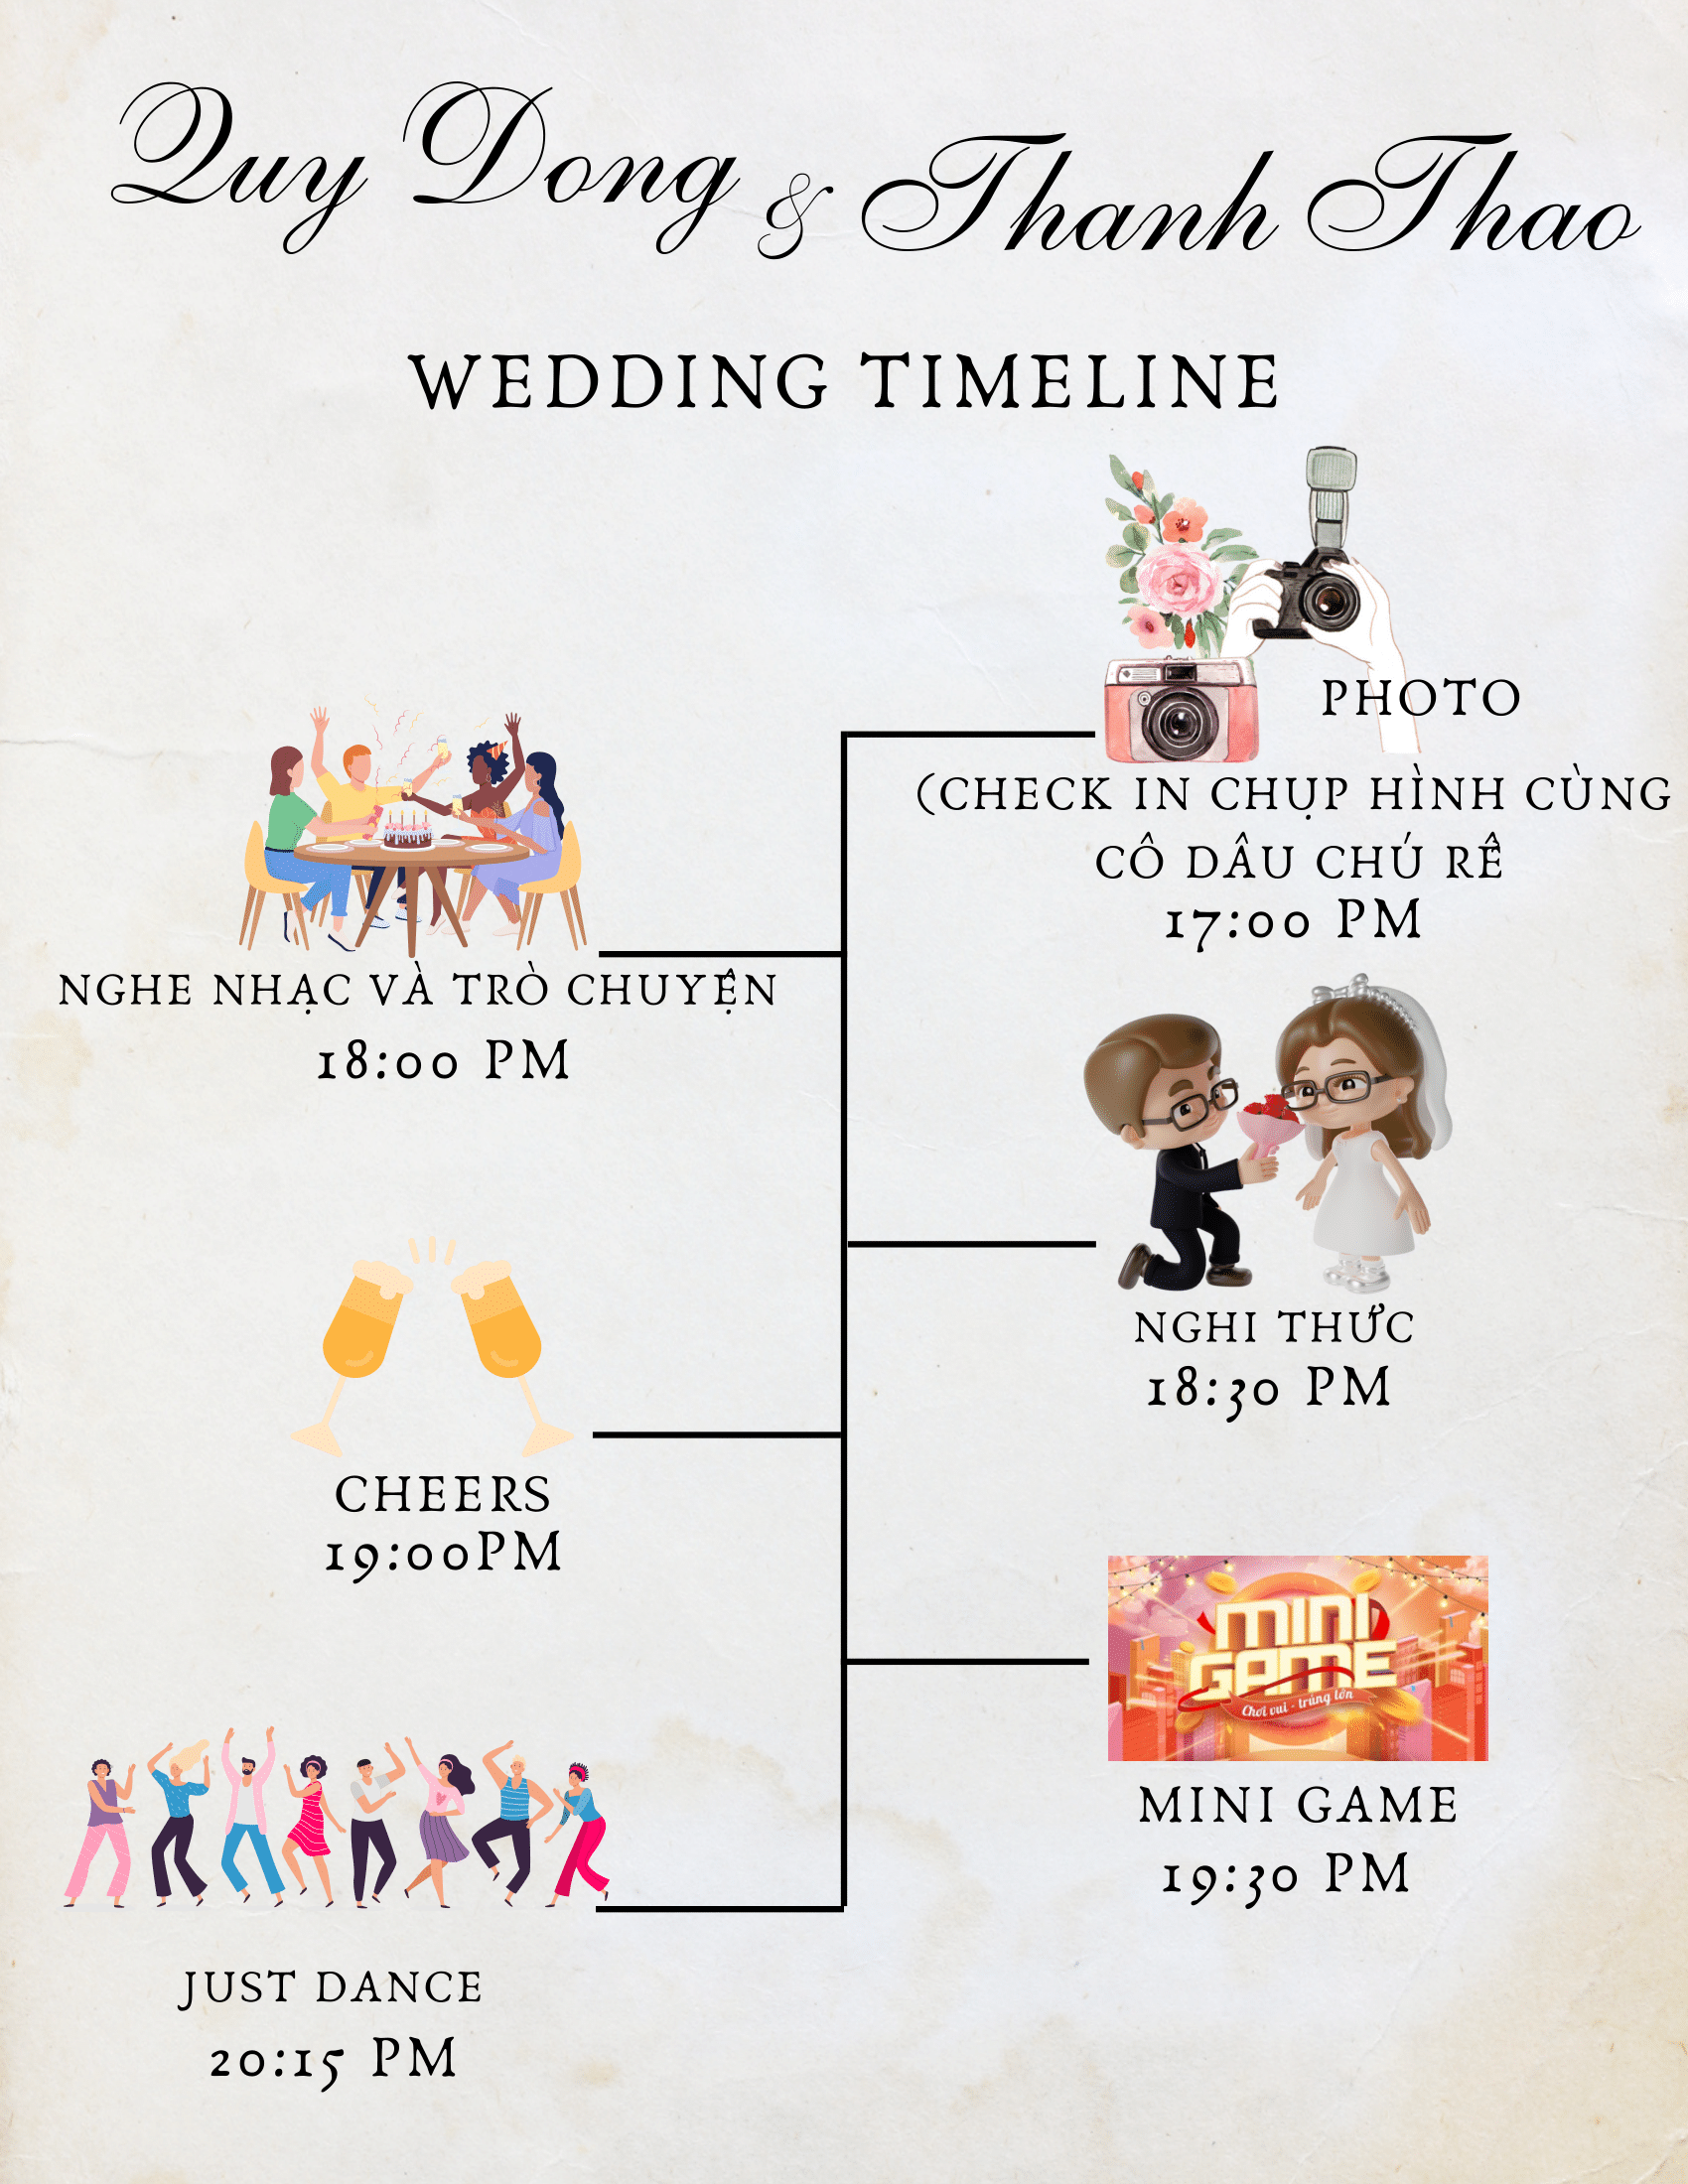 Quy Dong & Thanh Thao
WEDDING TIMELINE
PHOTO
(CHECK IN CHỤP HÌNH CÙNG
CÔ DÂU CHÚ RỂ
17:00 PM
NGHE NHẠC VÀ TRÒ CHUYỆN
18:00 PM
NGHI THỨC
18:30 PM
CHEERS
19:00PM
MINI
GAME
Chơi vui - trúng lớn
MINI GAME
19:30 PM
JUST DANCE
20:15 PM